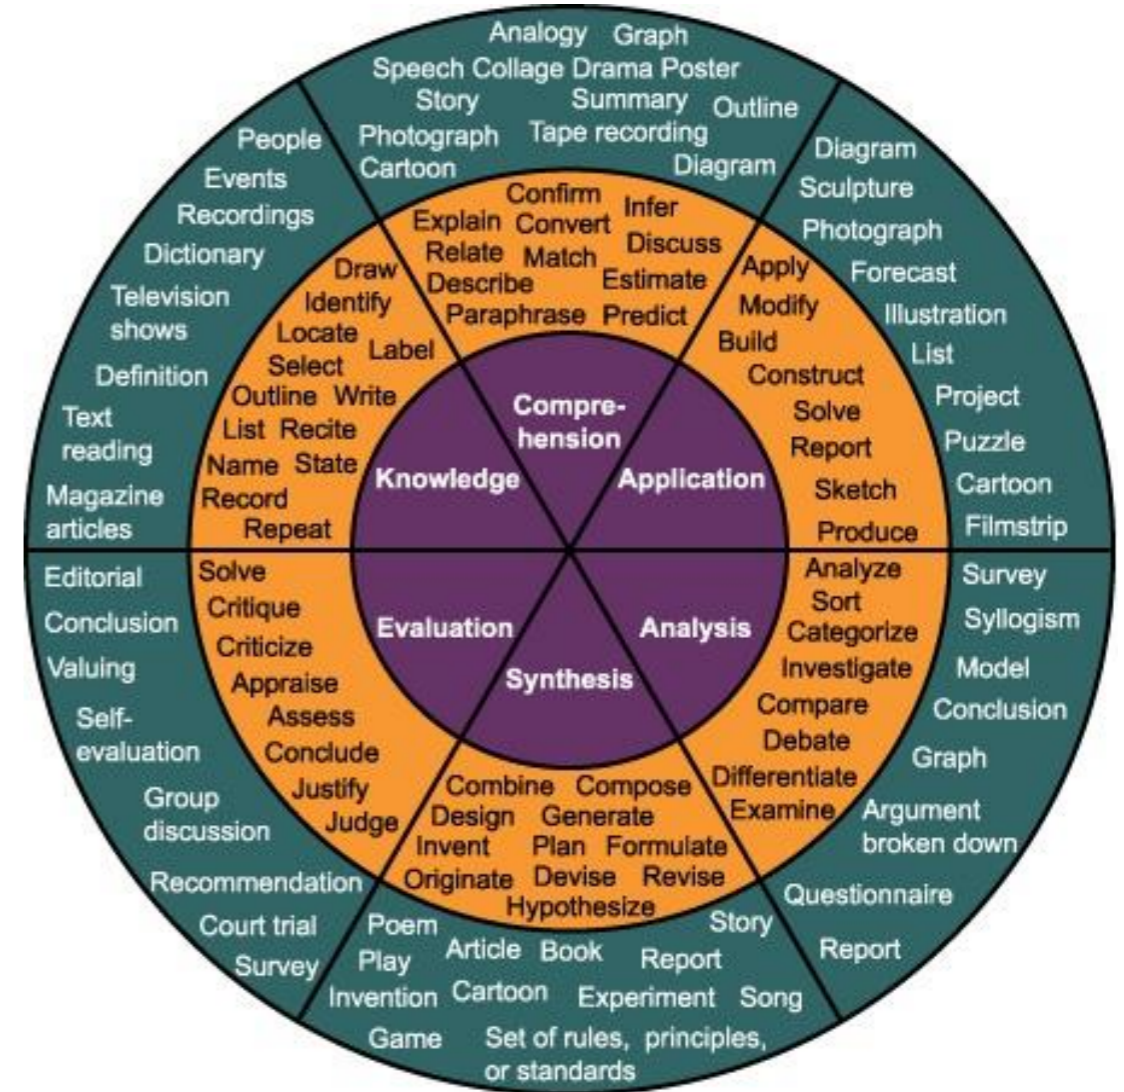 Analogy Graph
Speech Collage Drama Poster
Story Summary Outline
Photograph Tape recording
Cartoon Diagram
Confirm Infer
Explain Convert
Relate Match Discuss
Describe Estimate
Paraphrase Predict
Compre-
hension
Diagram
Sculpture
Photograph
Forecast
Illustration
List
Project
Puzzle
Cartoon
Filmstrip
Apply
Modify
Build
Construct
Solve
Report
Sketch
Produce
Application
Survey
Syllogism
Model
Conclusion
Graph
Argument
broken down
Questionnaire
Report
Analyze
Sort
Categorize
Investigate
Compare
Debate
Differentiate
Examine
Analysis
Synthesis
Combine Compose
Design Generate
Invent Plan Formulate
Originate Devise Revise
Hypothesize
Poem Story
Play Article Book Report
Invention Cartoon Experiment Song
Game Set of rules, principles,
or standards
Evaluation
Solve
Critique
Criticize
Appraise
Assess
Conclude
Justify
Judge
Editorial
Conclusion
Valuing
Self-
evaluation
Group
discussion
Recommendation
Court trial
Survey
People
Events
Recordings
Dictionary
Television
shows
Definition
Text
reading
Magazine
articles
Draw
Identify
Locate
Select Label
Outline Write
List Recite
Name State
Record
Repeat
Knowledge